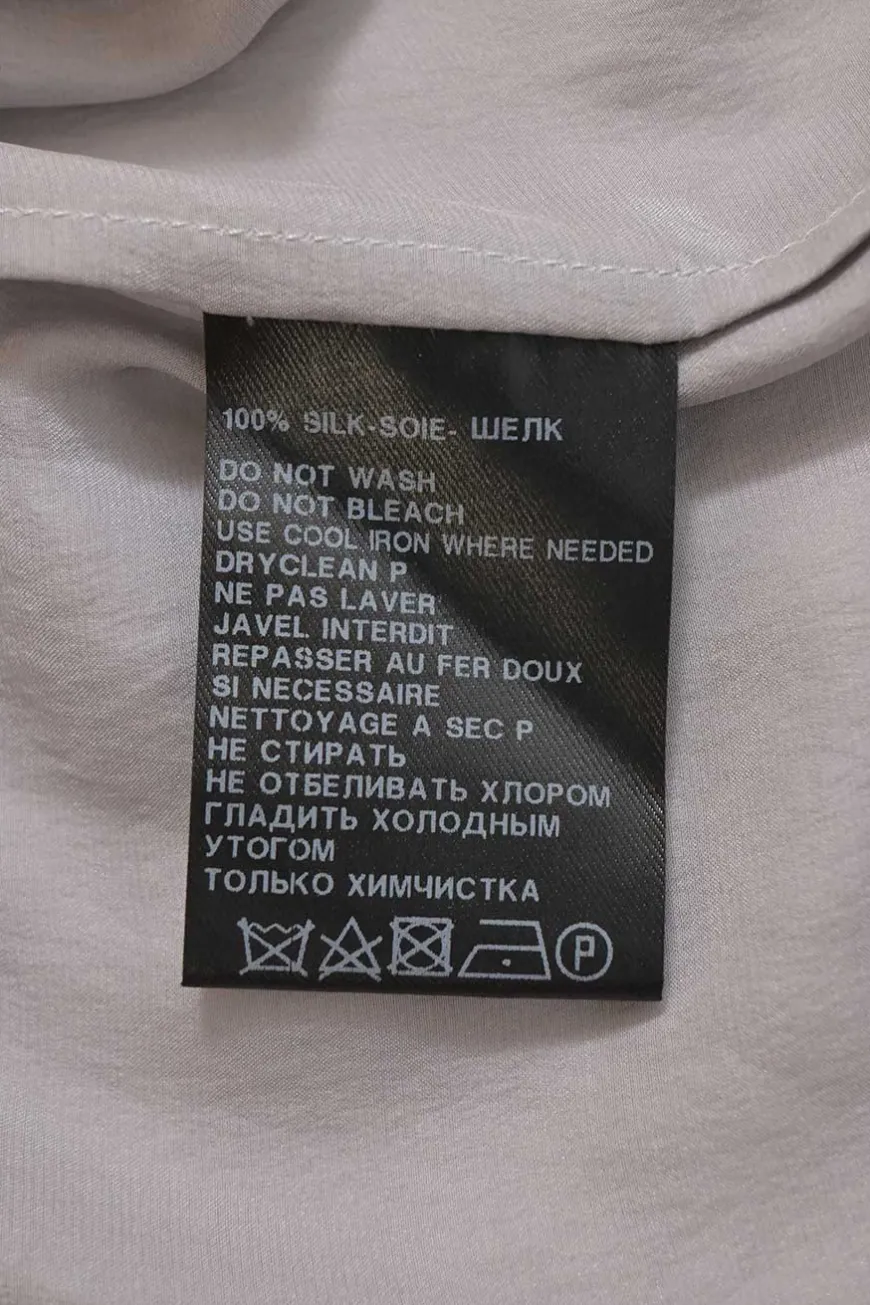 100% SILK-SOIE- ШЕЛК
DO NOT WASH
DO NOT BLEACH
USE COOL IRON WHERE NEEDED
DRYCLEAN P
NE PAS LAVER
JAVEL INTERDIT
REPASSER AU FER DOUX
SI NECESSAIRE
NETTOYAGE A SEC P
НЕ СТИРАТЬ
НЕ ОТБЕЛИВАТЬ ХЛОРОМ
ГЛАДИТЬ ХОЛОДНЫМ
УТОГОМ
ТОЛЬКО ХИМЧИСТКА
P